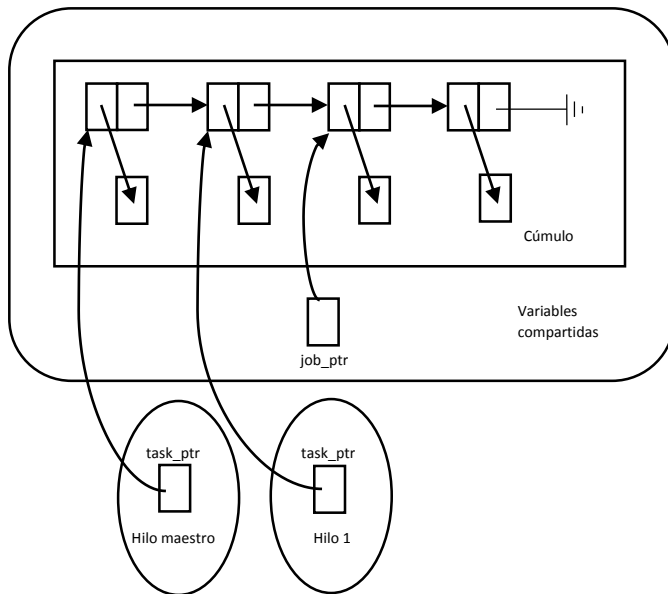 Cúmulo
Variables
compartidas
job_ptr
task_ptr
Hilo maestro
task_ptr
Hilo 1